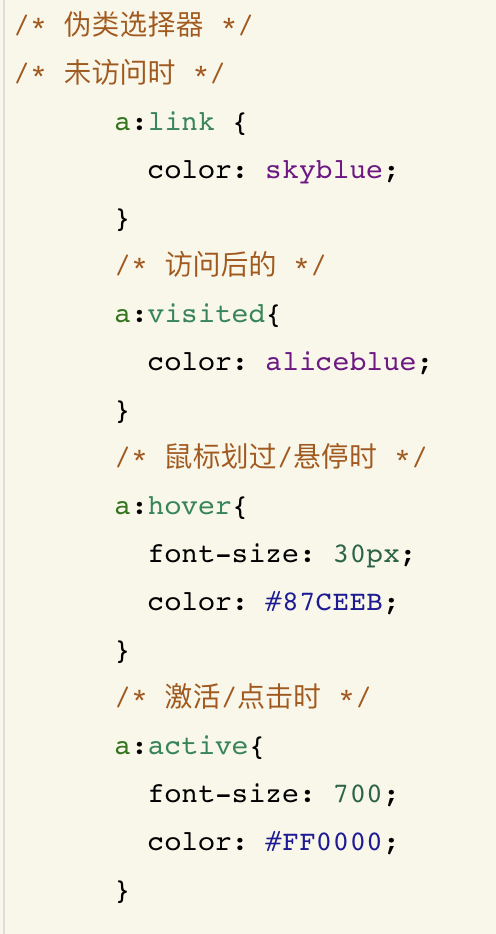 /* 伪类选择器 */
/* 未访问时 */
a:link {
color: skyblue;
}
/* 访问后的 */
a:visited{
color: aliceblue;
}
/* 鼠标划过/悬停时 */
a:hover{
font-size: 30px;
color: #87CEEB;
}
/* 激活/点击时 */
a:active{
font-size: 700;
color: #FF0000;
}